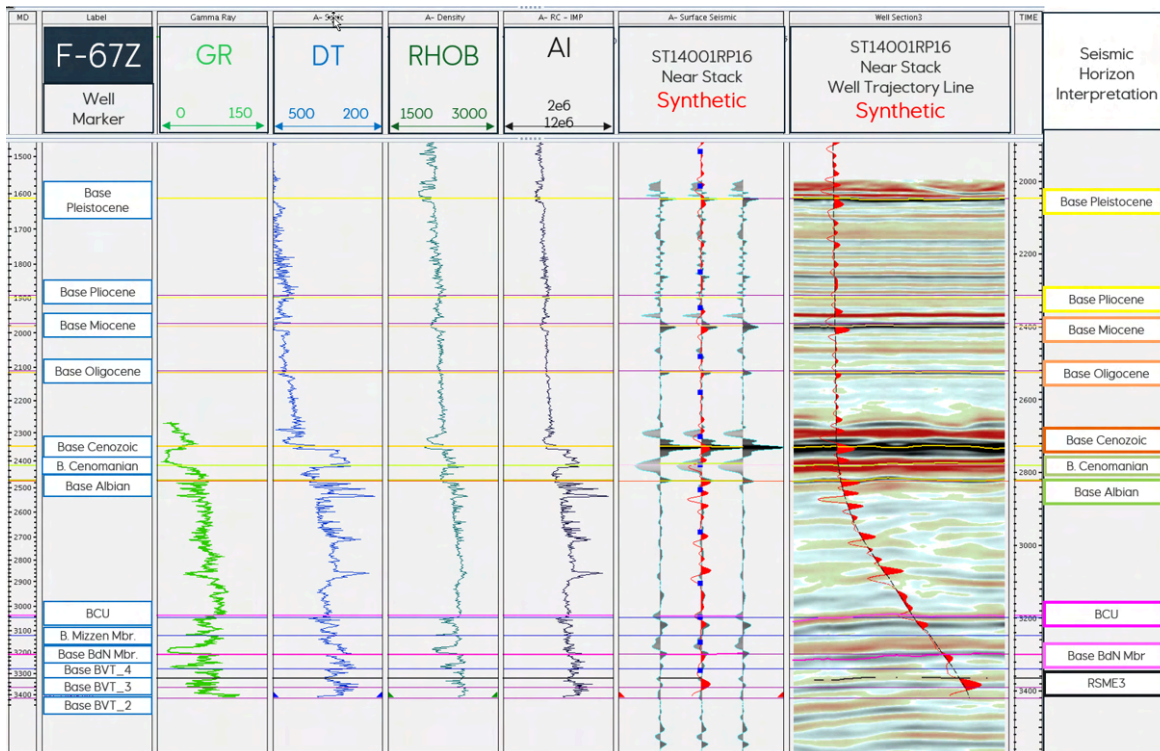 MD
Label
Gamma Ray
A- Sonic
A- Density
A- RC - IMP
A- Surface Seismic
Well Section3
TIME
F-67Z
Well
Marker
GR
0 150
DT
500 200
RHOB
1500 3000
AI
2e6
12e6
ST14001RP16
Near Stack
Synthetic
ST14001RP16
Near Stack
Well Trajectory Line
Synthetic
Seismic
Horizon
Interpretation
1500
1600
1700
1800
1900
2000
2100
2200
2300
2400
2500
2600
2700
2800
2900
3000
3100
3200
3300
3400
Base
Pleistocene
Base Pliocene
Base Miocene
Base Oligocene
Base Cenozoic
B. Cenomanian
Base Albian
BCU
B. Mizzen Mbr.
Base BdN Mbr.
Base BVT_4
Base BVT_3
Base BVT_2
2000
2200
2400
2600
2800
3000
3200
3400
Base Pleistocene
Base Pliocene
Base Miocene
Base Oligocene
Base Cenozoic
B. Cenomanian
Base Albian
BCU
Base BdN Mbr
RSME3